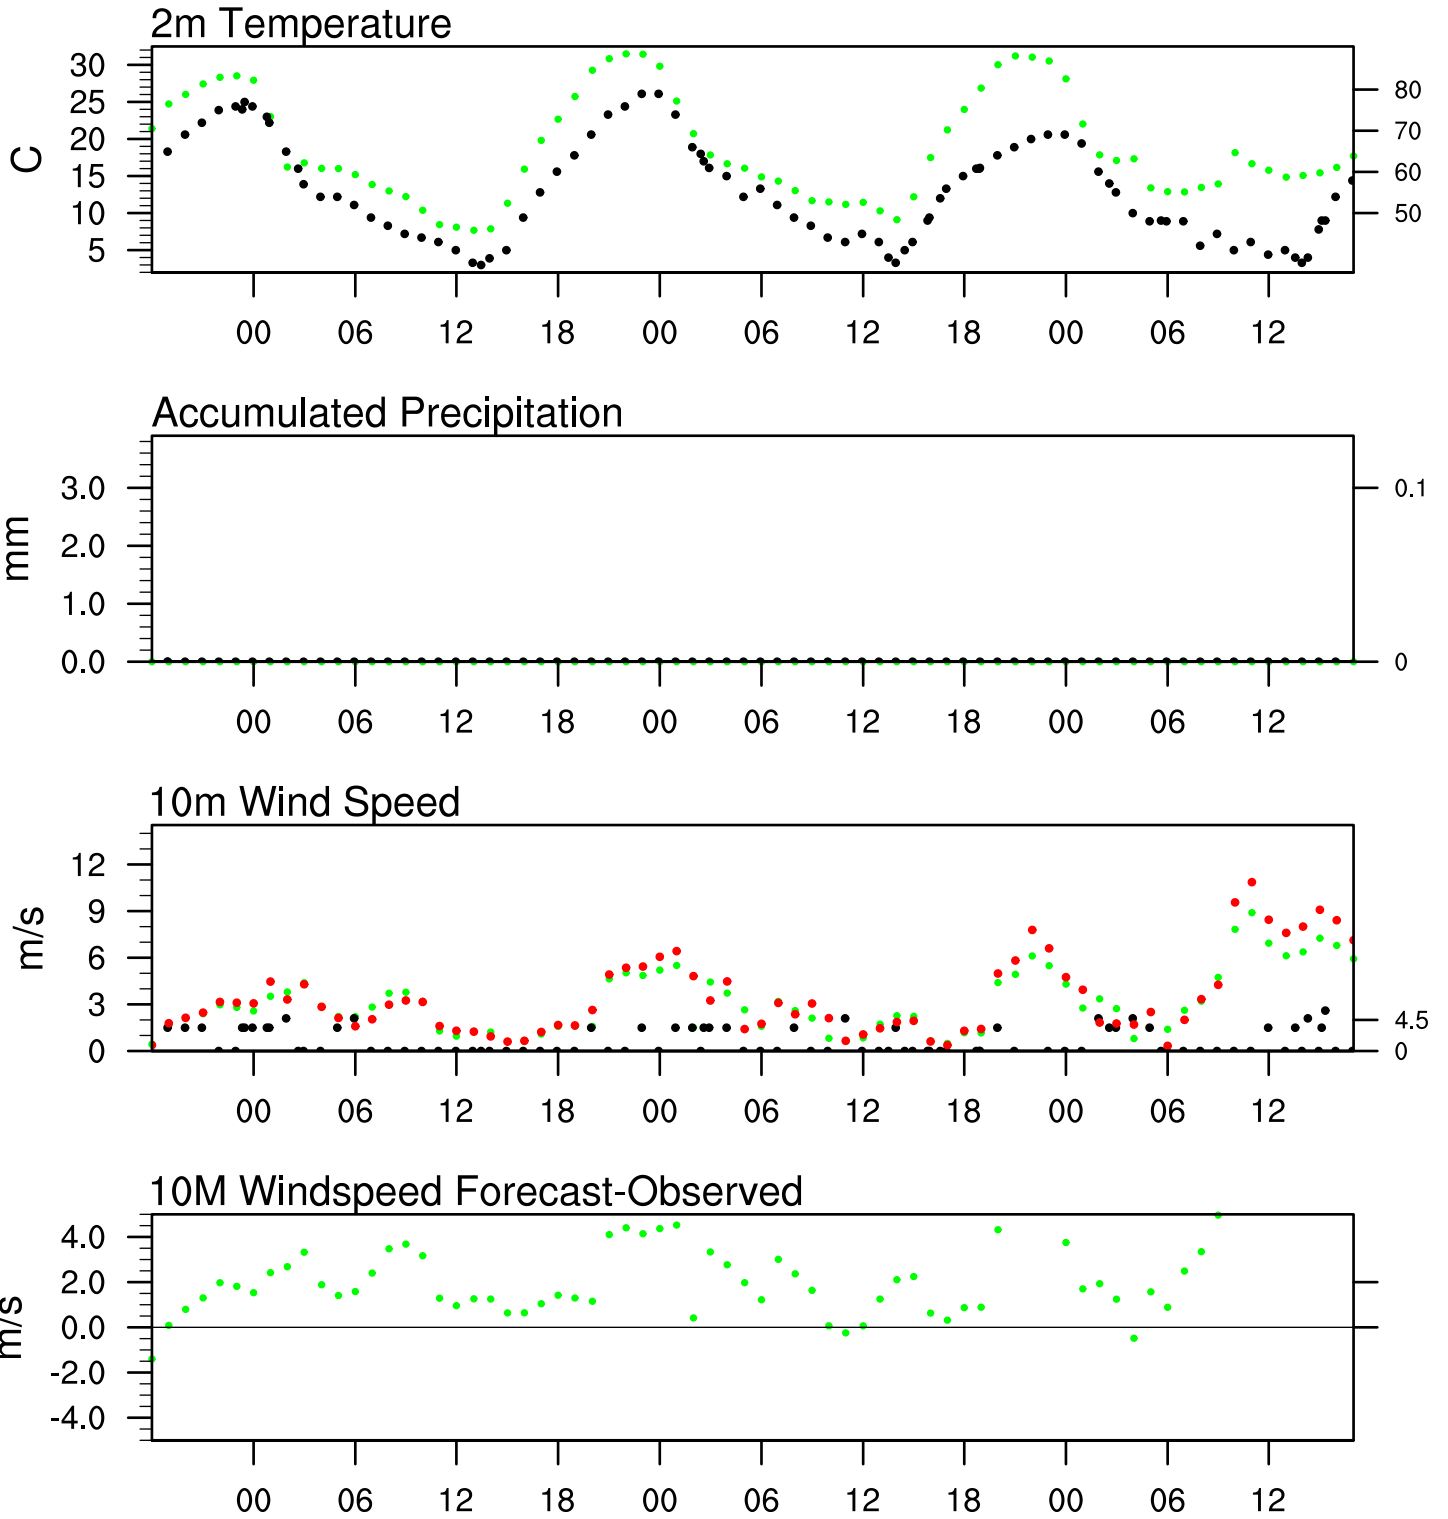 2m Temperature
30
25
20
15
10
5
C
80
70
60
50
00 06 12 18 00 06 12 18 00 06 12
Accumulated Precipitation
3.0
2.0
1.0
0.0
mm
0.1
0
00 06 12 18 00 06 12 18 00 06 12
10m Wind Speed
12
9
6
3
0
m/s
4.5
0
00 06 12 18 00 06 12 18 00 06 12
10M Windspeed Forecast-Observed
4.0
2.0
0.0
-2.0
-4.0
m/s
00 06 12 18 00 06 12 18 00 06 12